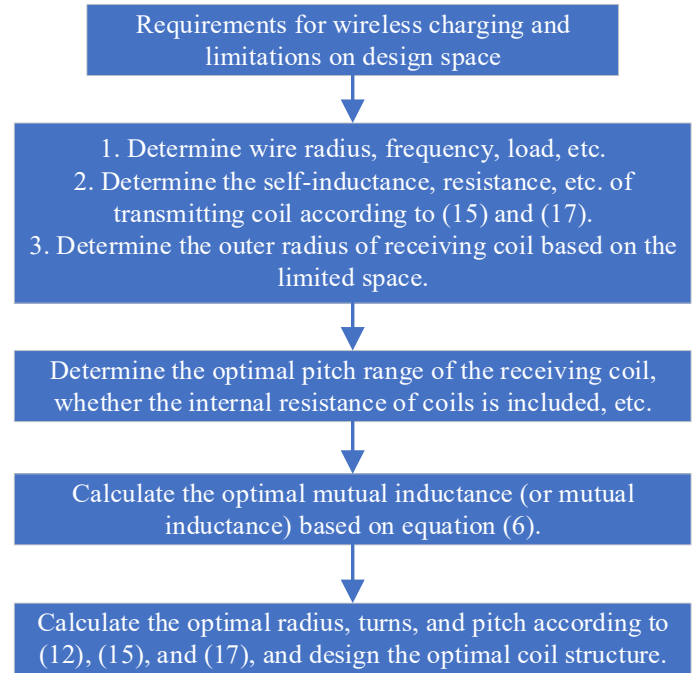 Requirements for wireless charging and
limitations on design space
1. Determine wire radius, frequency, load, etc.
2. Determine the self-inductance, resistance, etc. of
transmitting coil according to (15) and (17).
3. Determine the outer radius of receiving coil based on the
limited space.
Determine the optimal pitch range of the receiving coil,
whether the internal resistance of coils is included, etc.
Calculate the optimal mutual inductance (or mutual
inductance) based on equation (6).
Calculate the optimal radius, turns, and pitch according to
(12), (15), and (17), and design the optimal coil structure.